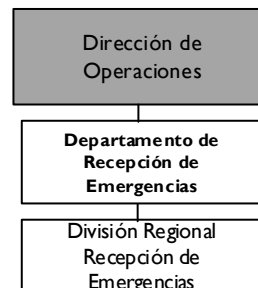 Dirección de
Operaciones
Departamento de
Recepción de
Emergencias
División Regional
Recepción de
Emergencias